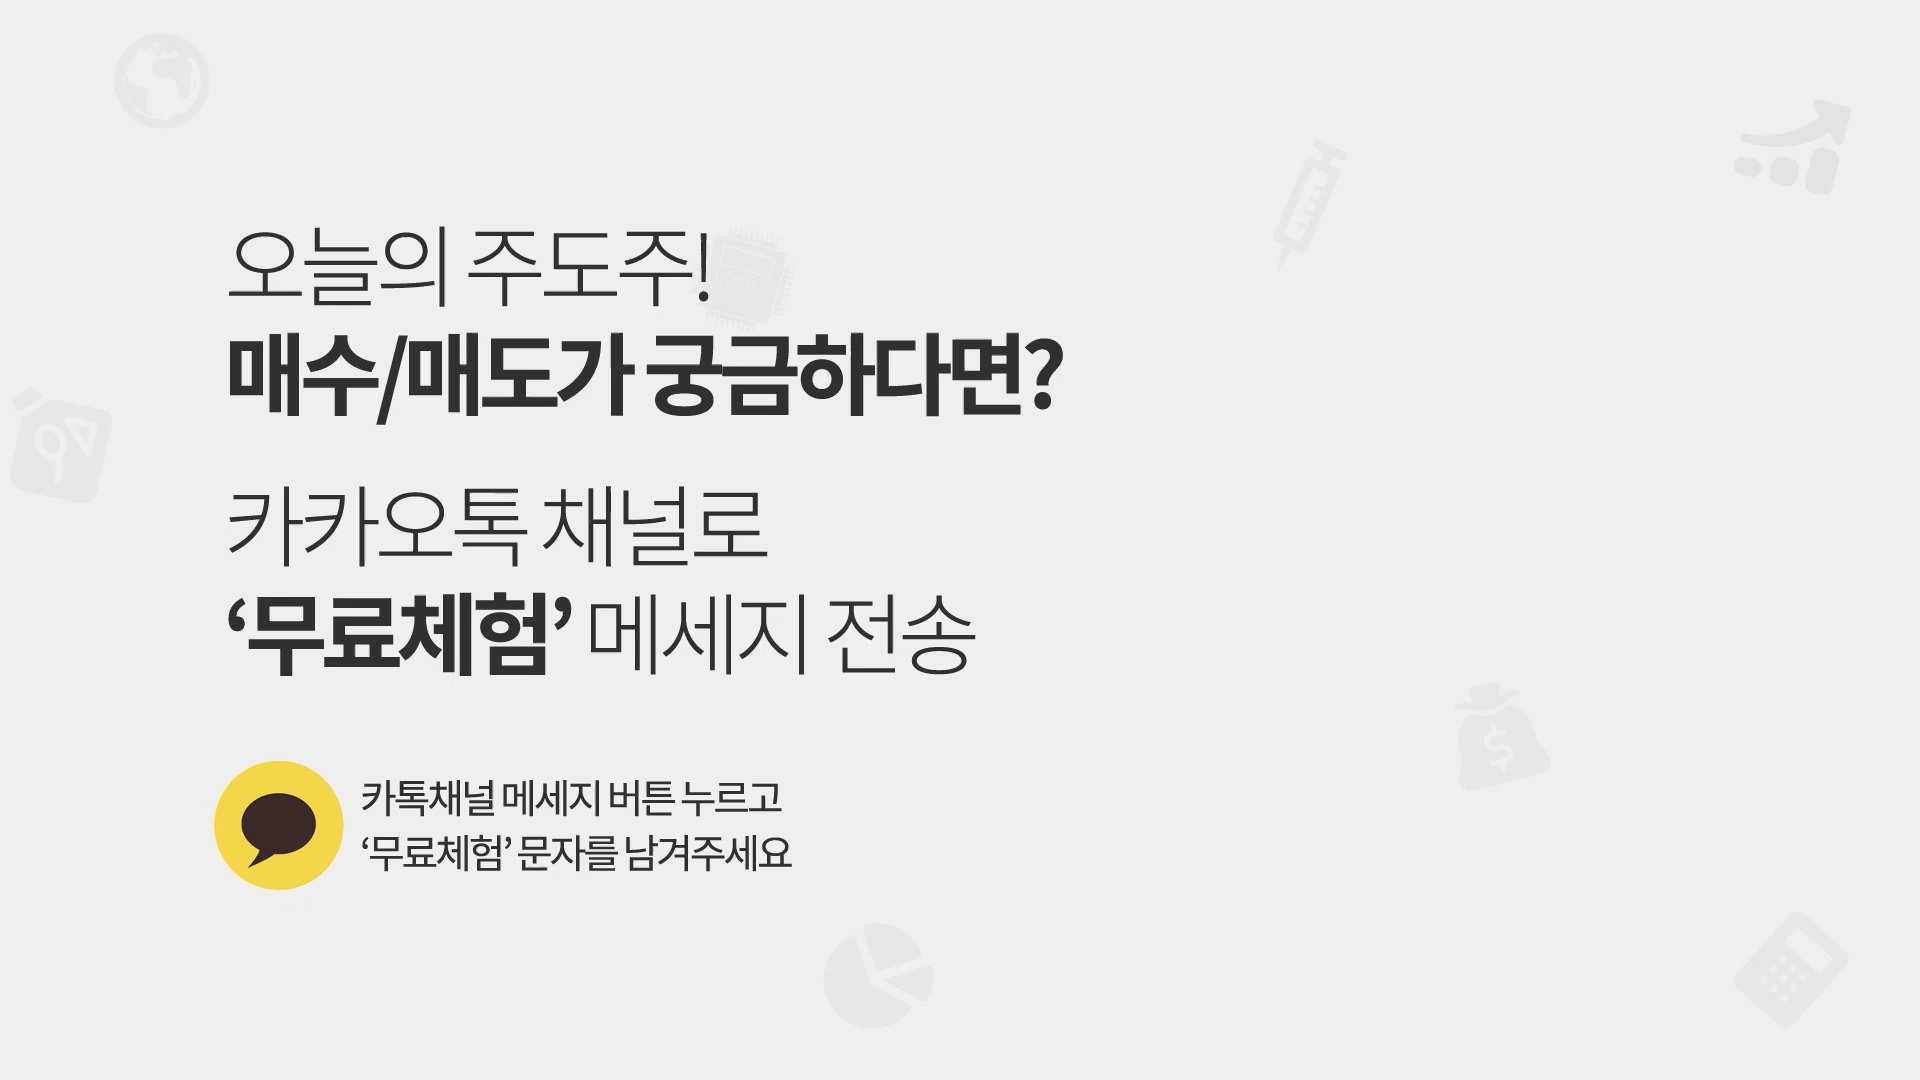 오늘의 주도주!
매수/매도가 궁금하다면?
카카오톡 채널로
‘무료체험’ 메세지 전송
카톡채널 메세지 버튼 누르고
‘무료체험’ 문자를 남겨주세요